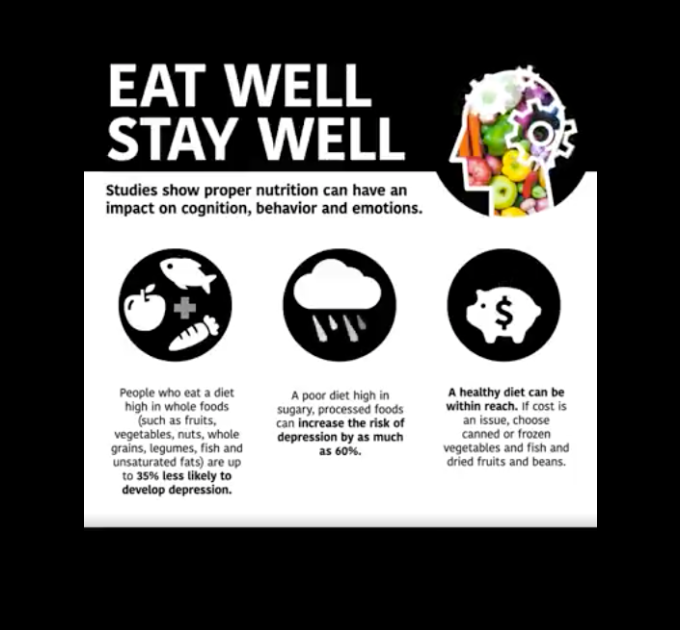 EAT WELL
STAY WELL
Studies show proper nutrition can have an
impact on cognition, behavior and emotions.
People who eat a diet
high in whole foods
(such as fruits,
vegetables, nuts, whole
grains, legumes, fish and
unsaturated fats) are up
to 35% less likely to
develop depression.
A poor diet high in
sugary, processed foods
can increase the risk of
depression by as much
as 60%.
$
A healthy diet can be
within reach. If cost is
an issue, choose
canned or frozen
vegetables and fish and
dried fruits and beans.